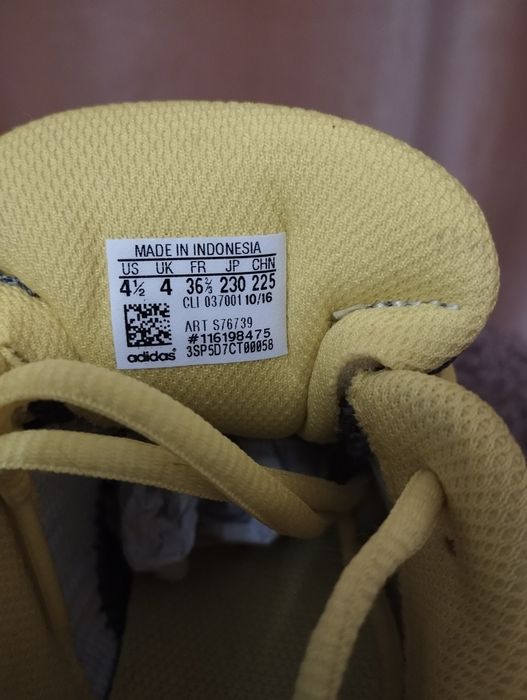 MADE IN INDONESIA
US UK FR JP CHN
4½ 4 36⅔ 230 225
CLI 037001 10/16
ART S76739
#116198475
adidas® 3SP5D7CT00058